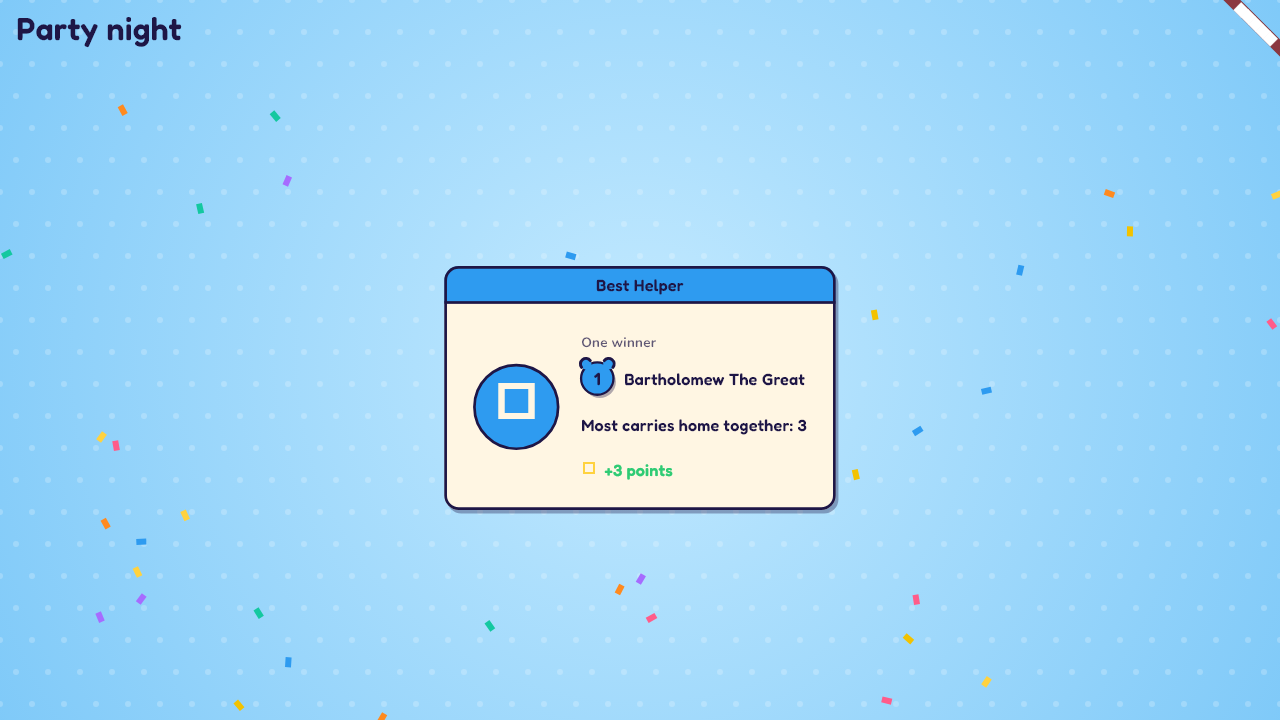 Party night
Best Helper
One winner
1 Bartholomew The Great
Most carries home together: 3
+3 points